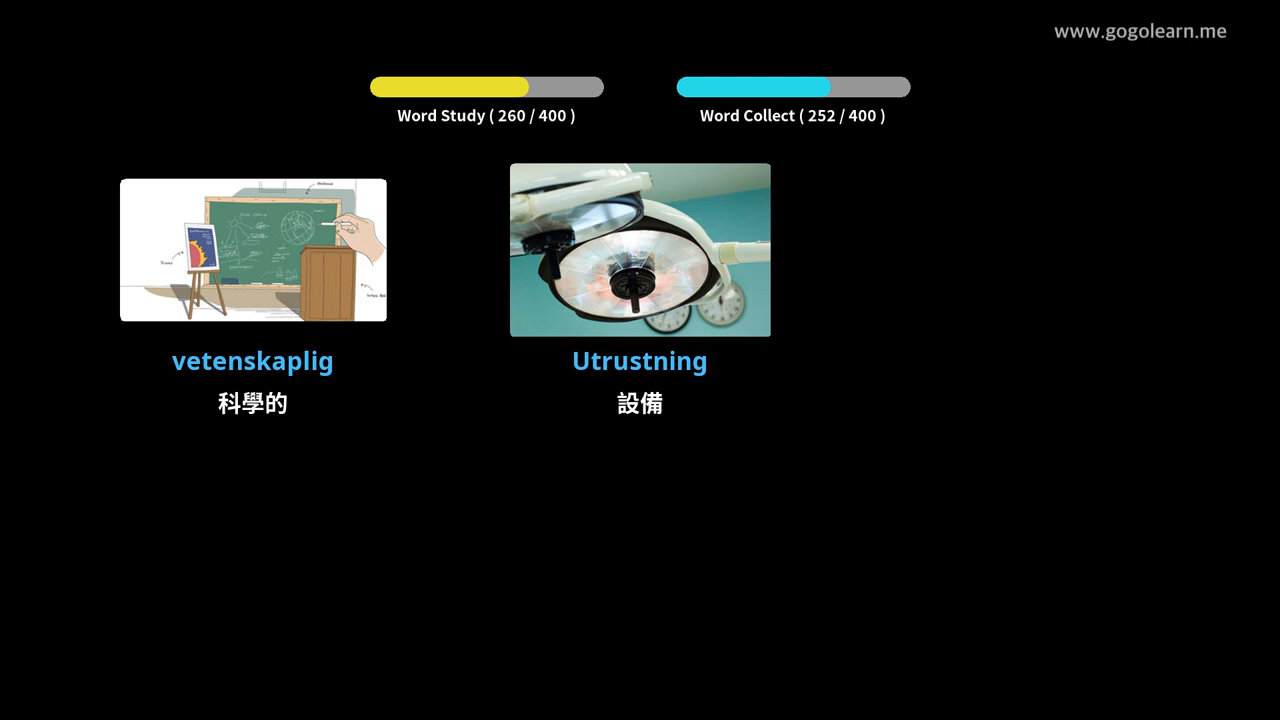 www.gogolearn.me
Word Study ( 260 / 400 )
Word Collect ( 252 / 400 )
vetenskaplig
Utrustning
科學的
設備